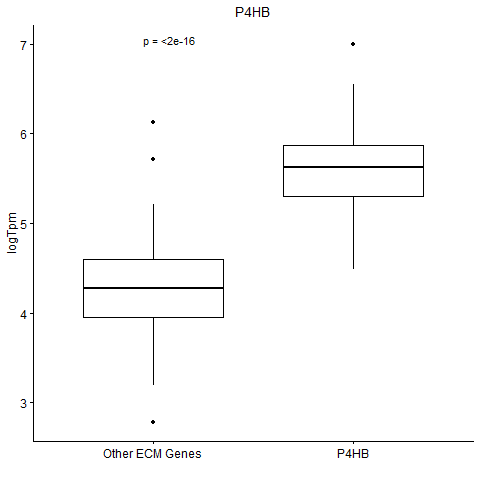 P4HB
p = <2e-16
7
6
5
4
3
logTpm
Other ECM Genes
P4HB